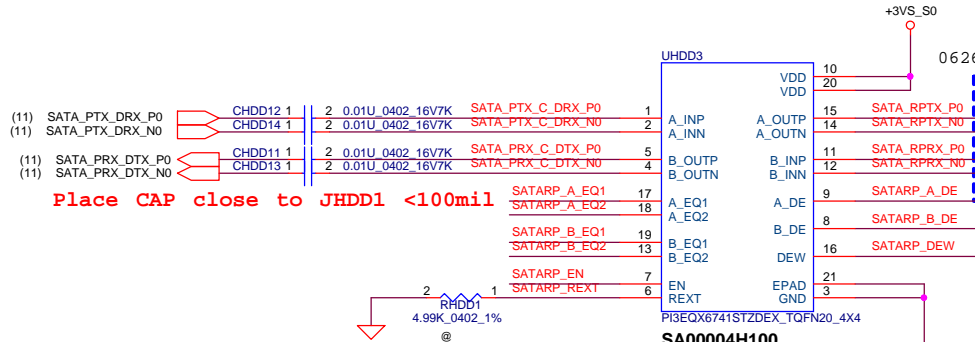 +3VS_S0
UHDD3
0626
VDD 10
VDD 20
(11) SATA_PTX_DRX_P0 CHDD12 1 2 0.01U_0402_16V7K SATA_PTX_C_DRX_P0 1 A_INP A_OUTP 15 SATA_RPTX_P0
(11) SATA_PTX_DRX_N0 CHDD14 1 2 0.01U_0402_16V7K SATA_PTX_C_DRX_N0 2 A_INN A_OUTN 14 SATA_RPTX_N0
(11) SATA_PRX_DTX_P0 CHDD11 1 2 0.01U_0402_16V7K SATA_PRX_C_DTX_P0 5 B_OUTP B_INP 11 SATA_RPRX_P0
(11) SATA_PRX_DTX_N0 CHDD13 1 2 0.01U_0402_16V7K SATA_PRX_C_DTX_N0 4 B_OUTN B_INN 12 SATA_RPRX_N0
Place CAP close to JHDD1 <100mil
SATARP_A_EQ1 17 A_EQ1 A_DE 9 SATARP_A_DE
SATARP_A_EQ2 18 A_EQ2
B_DE 8 SATARP_B_DE
SATARP_B_EQ1 19 B_EQ1
SATARP_B_EQ2 13 B_EQ2 DEW 16 SATARP_DEW
SATARP_EN 7 EN EPAD 21
2 1 SATARP_REXT 6 REXT GND 3
RHDD1
4.99K_0402_1%
@
PI3EQX6741STZDEX_TQFN20_4X4
SA00004H100